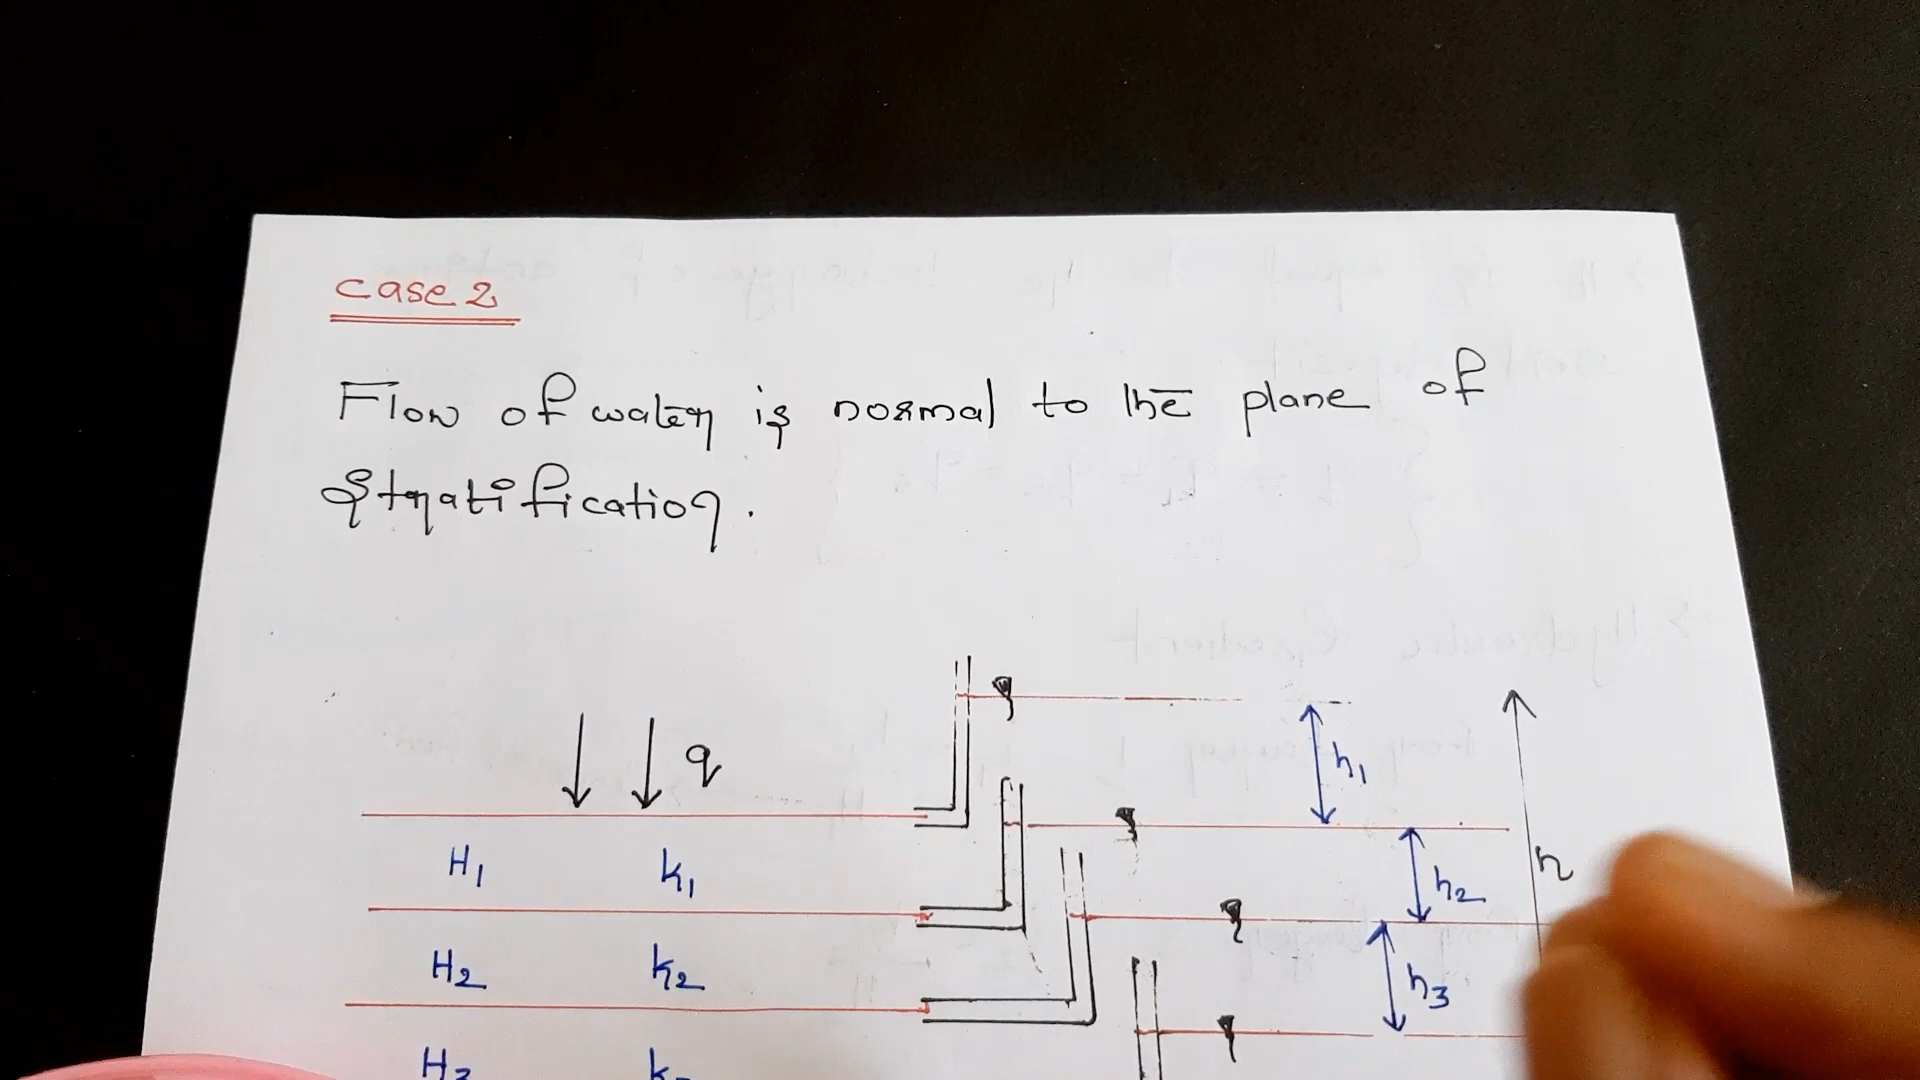 case 2
Flow of water is normal to the plane of
stratification.
q
h1
H1 k1
h
h2
H2 k2
h3
H3